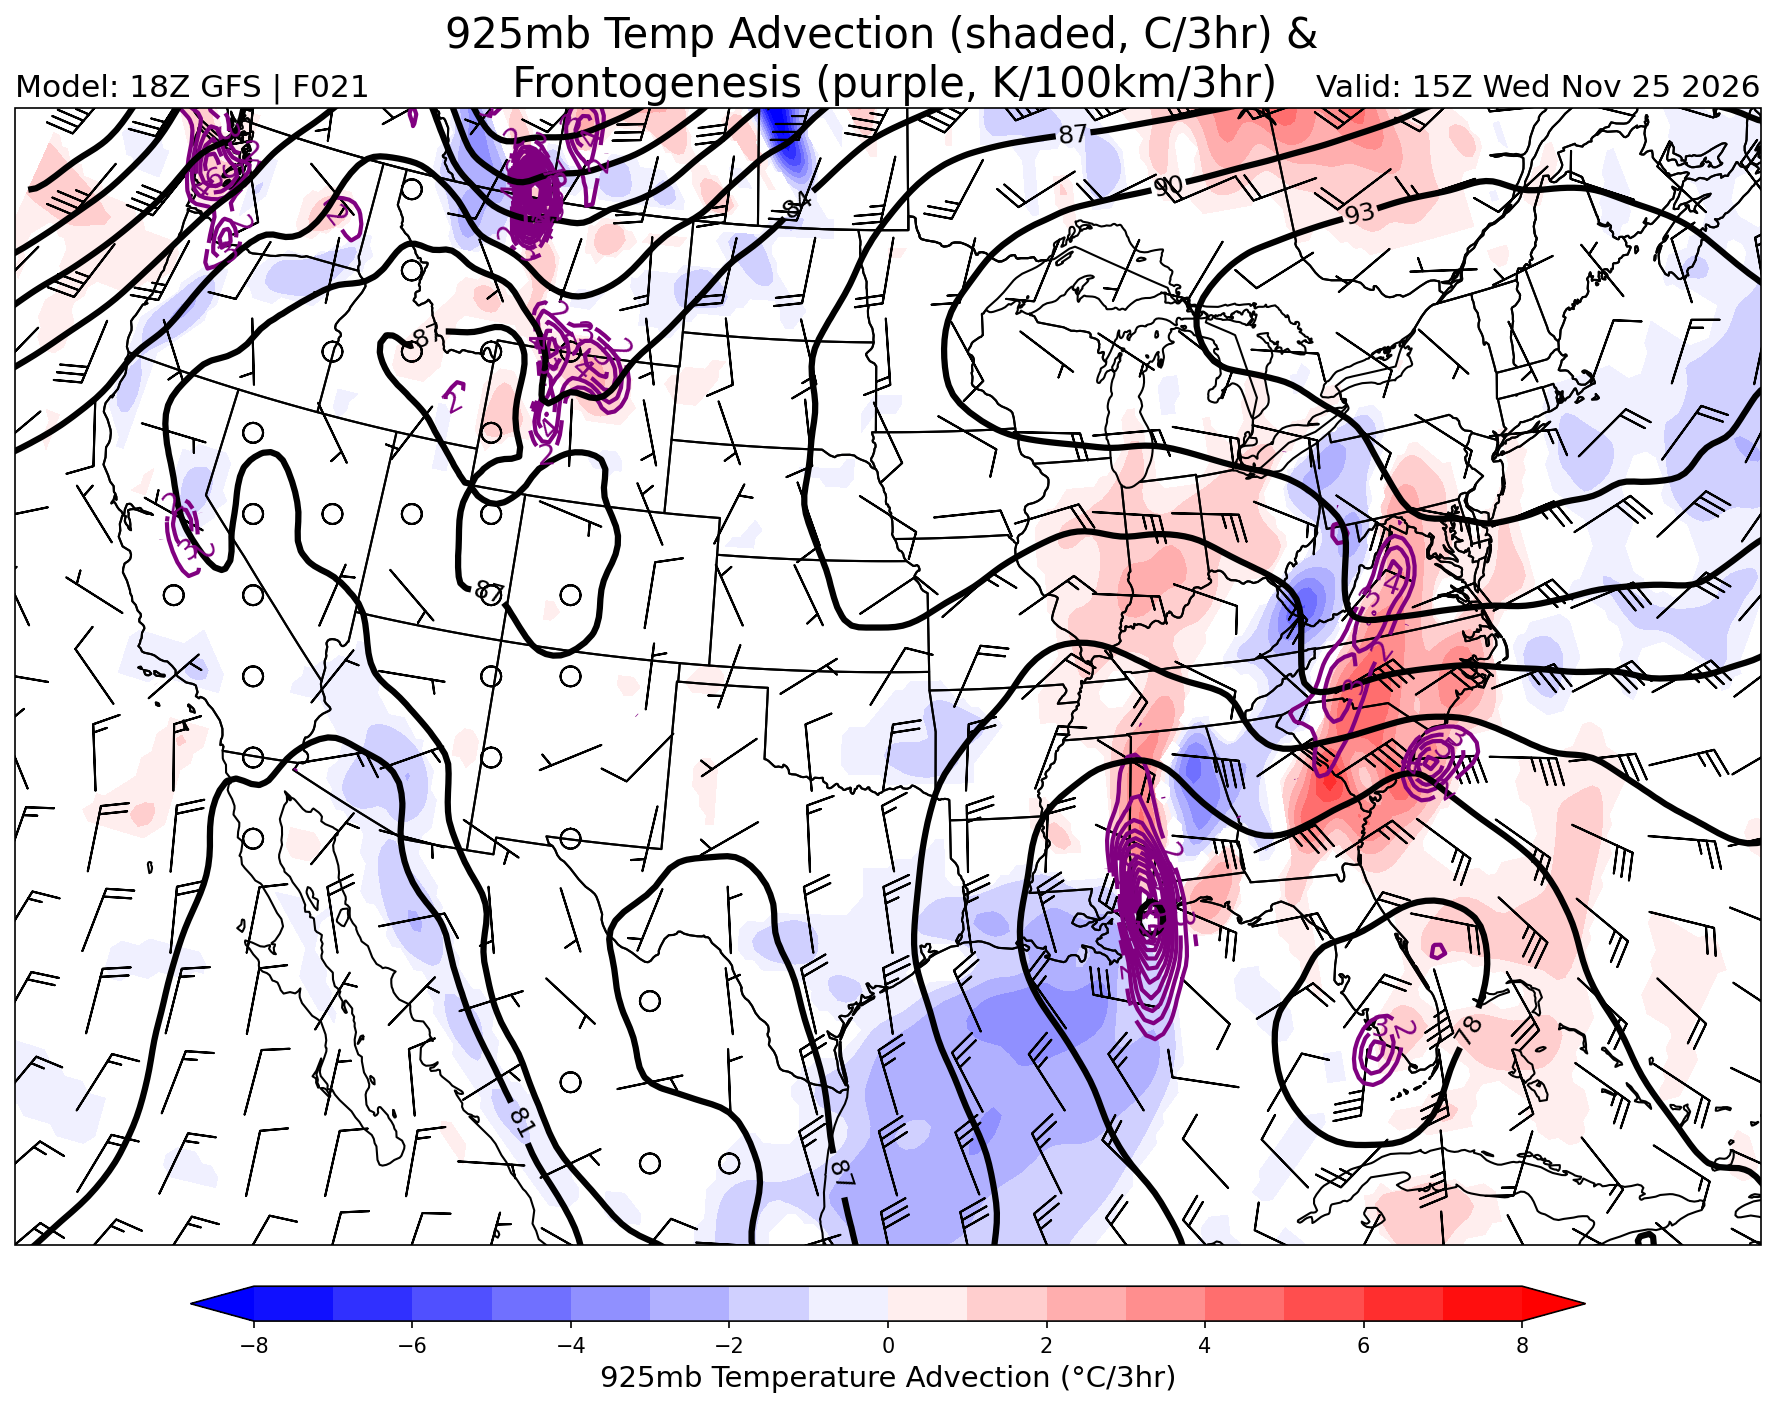 925mb Temp Advection (shaded, C/3hr) &
Frontogenesis (purple, K/100km/3hr)
Model: 18Z GFS | F021
Valid: 15Z Wed Nov 25 2026
87
90
93
84
87
87
81
87
78
−8 −6 −4 −2 0 2 4 6 8
925mb Temperature Advection (°C/3hr)